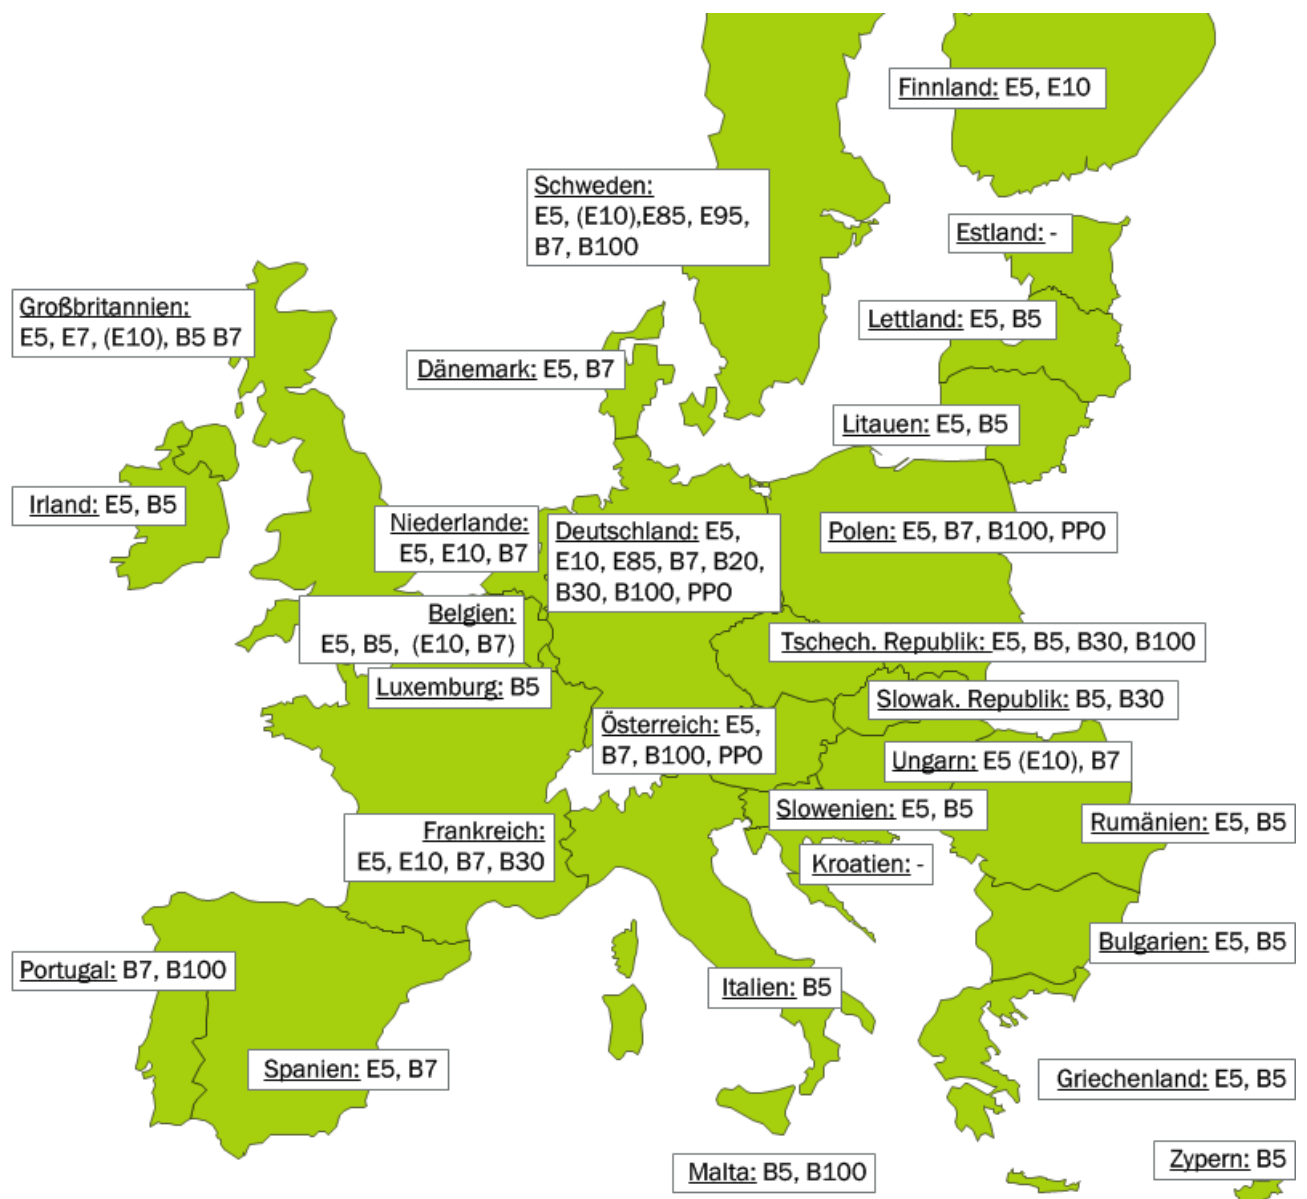 Finnland: E5, E10
Schweden:
E5, (E10),E85, E95,
B7, B100
Estland: -
Großbritannien:
E5, E7, (E10), B5 B7
Lettland: E5, B5
Dänemark: E5, B7
Litauen: E5, B5
Irland: E5, B5
Niederlande:
E5, E10, B7
Deutschland: E5,
E10, E85, B7, B20,
B30, B100, PPO
Polen: E5, B7, B100, PPO
Belgien:
E5, B5, (E10, B7)
Tschech. Republik: E5, B5, B30, B100
Luxemburg: B5
Slowak. Republik: B5, B30
Österreich: E5,
B7, B100, PPO
Ungarn: E5 (E10), B7
Slowenien: E5, B5
Rumänien: E5, B5
Frankreich:
E5, E10, B7, B30
Kroatien: -
Bulgarien: E5, B5
Portugal: B7, B100
Italien: B5
Spanien: E5, B7
Griechenland: E5, B5
Zypern: B5
Malta: B5, B100